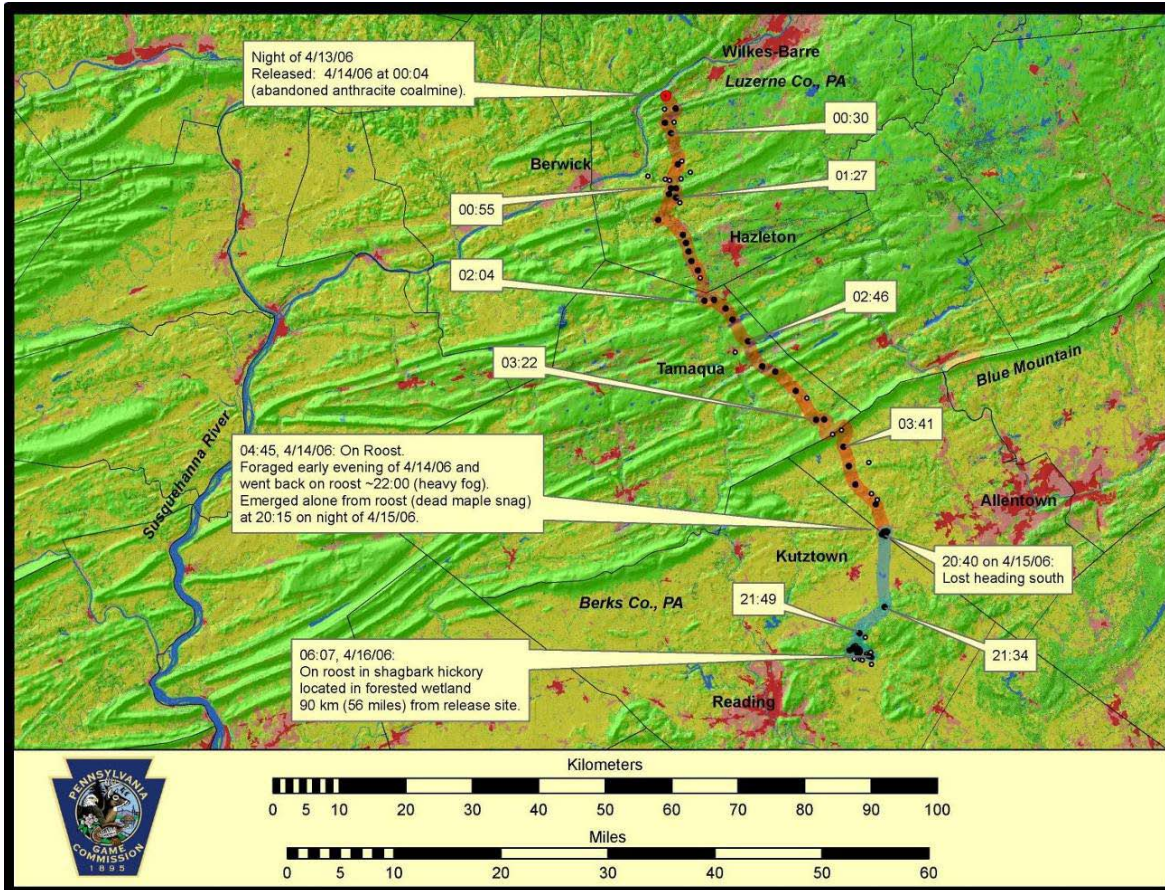 Night of 4/13/06
Released: 4/14/06 at 00:04
(abandoned anthracite coalmine).
Wilkes-Barre
Luzerne Co., PA
00:30
Berwick
01:27
00:55
Hazleton
02:04
02:46
03:22
Tamaqua
Blue Mountain
03:41
Susquehanna River
04:45, 4/14/06: On Roost.
Foraged early evening of 4/14/06 and
went back on roost ~22:00 (heavy fog).
Emerged alone from roost (dead maple snag)
at 20:15 on night of 4/15/06.
Allentown
Kutztown
20:40 on 4/15/06:
Lost heading south
Berks Co., PA
21:49
21:34
06:07, 4/16/06:
On roost in shagbark hickory
located in forested wetland
90 km (56 miles) from release site.
Reading
PENNSYLVANIA
GAME
COMMISSION
1895
Kilometers
0 5 10 20 30 40 50 60 70 80 90 100
Miles
0 5 10 20 30 40 50 60